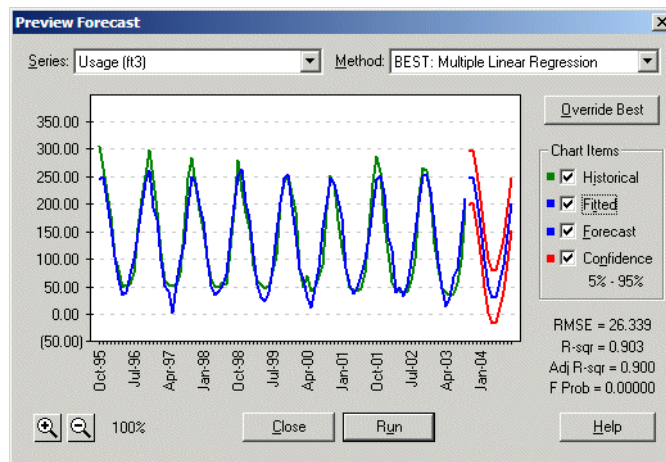 Preview Forecast
Series: Usage (ft3) Method: BEST: Multiple Linear Regression
Override Best
350.00
300.00
250.00
200.00
150.00
100.00
50.00
0.00
(50.00)
Oct-95
Jul-96
Apr-97
Jan-98
Oct-98
Jul-99
Apr-00
Jan-01
Oct-01
Jul-02
Apr-03
Jan-04
Chart Items
Historical
Fitted
Forecast
Confidence
5% - 95%
RMSE = 26.339
R-sqr = 0.903
Adj R-sqr = 0.900
F Prob = 0.00000
100%
Close Run Help